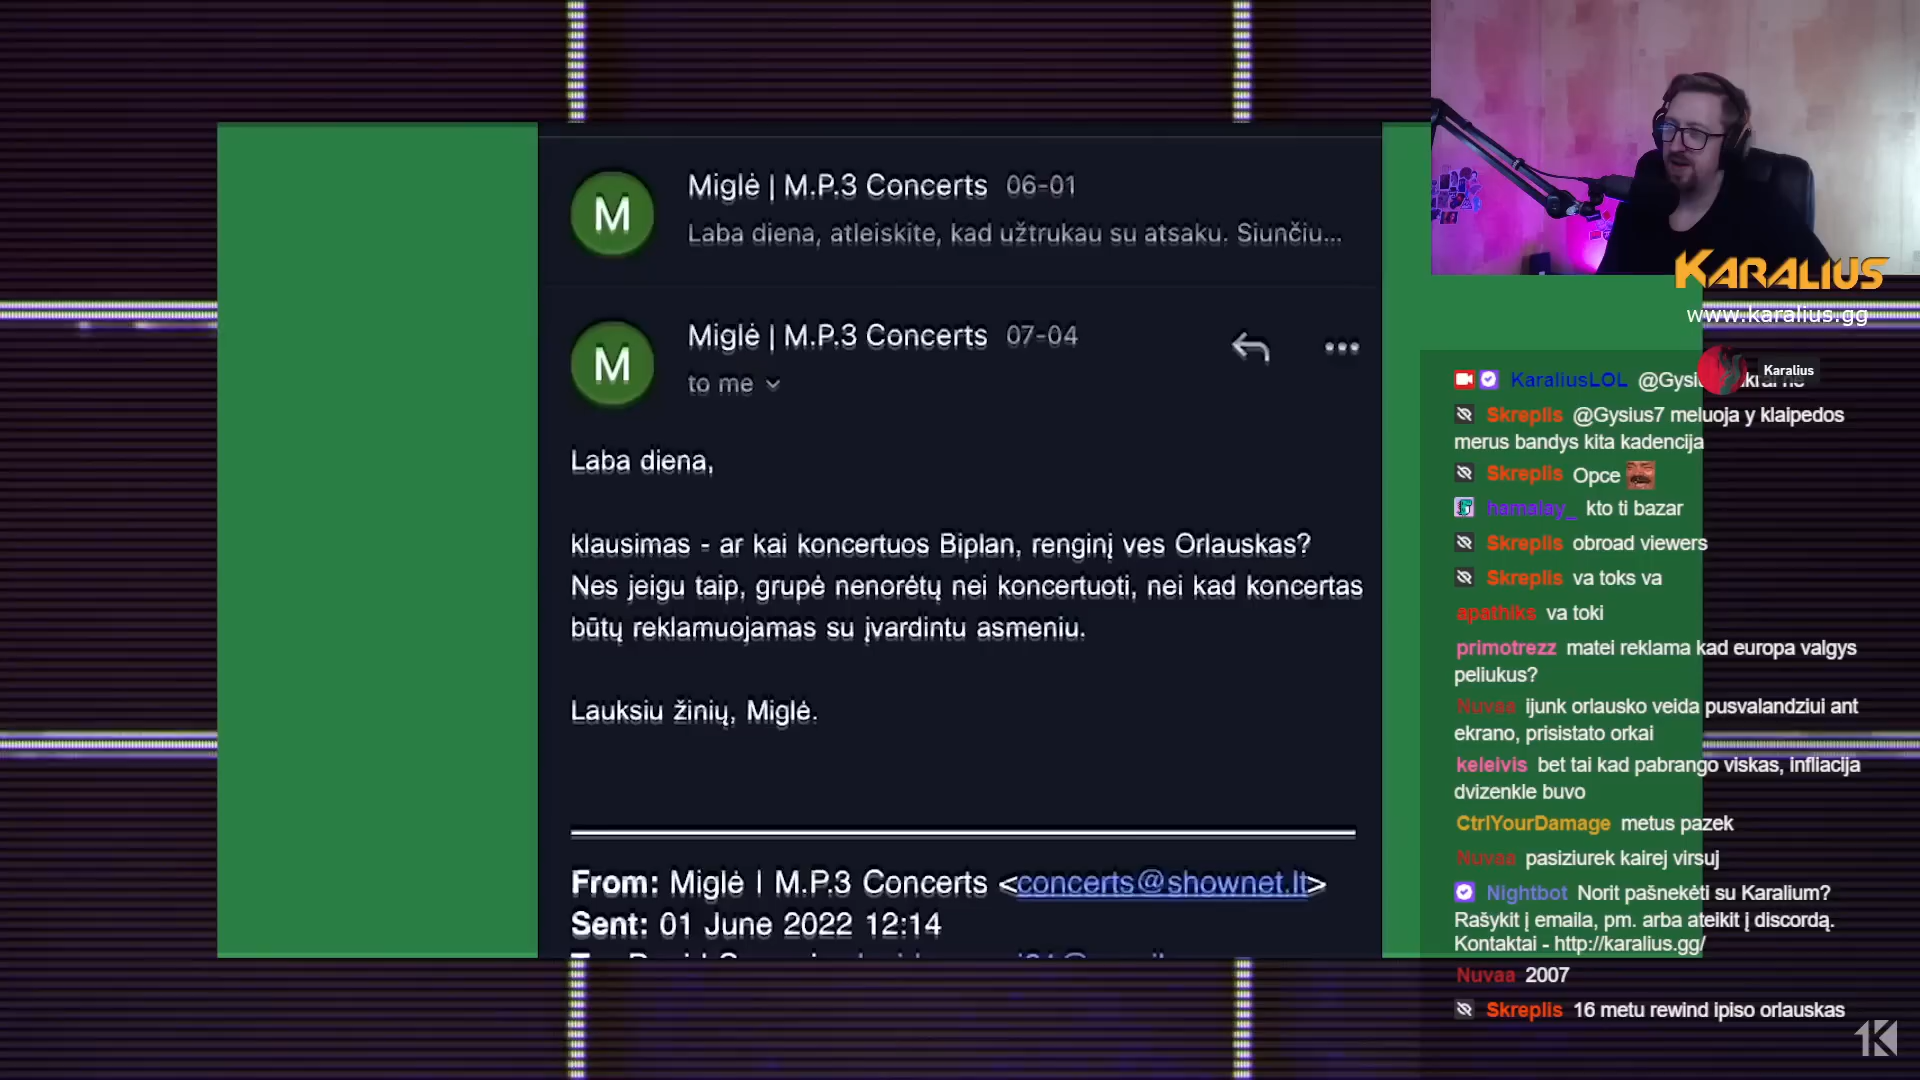 Miglė | M.P.3 Concerts 06-01
Laba diena, atleiskite, kad užtrukau su atsaku. Siunčiu...
M
Miglė | M.P.3 Concerts 07-04
to me
M
Laba diena,
klausimas - ar kai koncertuos Biplan, renginį ves Orlauskas?
Nes jeigu taip, grupė nenorėtų nei koncertuoti, nei kad koncertas
būtų reklamuojamas su įvardintu asmeniu.
Lauksiu žinių, Miglė.
From: Miglė | M.P.3 Concerts <concerts@shownet.lt>
Sent: 01 June 2022 12:14
KARALIUS
www.karalius.gg
Karalius
KaraliusLOL @Gysi
Skreplis @Gysius7 meluoja y klaipedos
merus bandys kita kadencija
Skreplis Opce
hamalay_ kto ti bazar
Skreplis obroad viewers
Skreplis va toks va
apathiks va toki
primotrezz matei reklama kad europa valgys
peliukus?
Nuvaa ijunk orlausko veida pusvalandziui ant
ekrano, prisistato orkai
keleivis bet tai kad pabrango viskas, infliacija
dvizenkle buvo
CtrlYourDamage metus pazek
Nuvaa pasiziurek kairej virsuj
Nightbot Norit pašnekėti su Karalium?
Rašykit į emaila, pm. arba ateikit į discordą.
Kontaktai - http://karalius.gg/
Nuvaa 2007
Skreplis 16 metu rewind ipiso orlauskas
1K